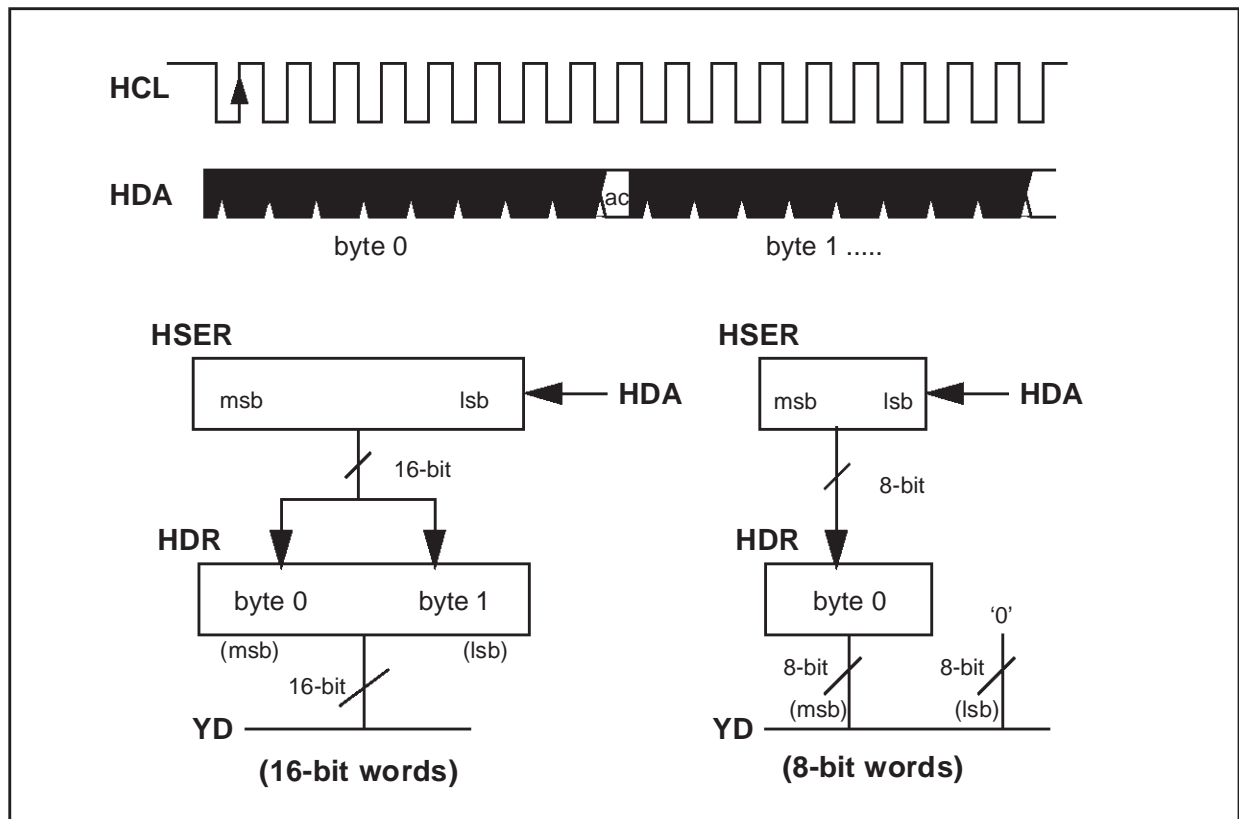 HCL
HDA
ac
byte 0 byte 1 .....
HSER HSER
msb lsb HDA msb lsb HDA
16-bit 8-bit
HDR HDR
byte 0 byte 1 byte 0 ‘0’
(msb) (lsb)
16-bit 8-bit 8-bit
(msb) (lsb)
YD YD
(16-bit words) (8-bit words)